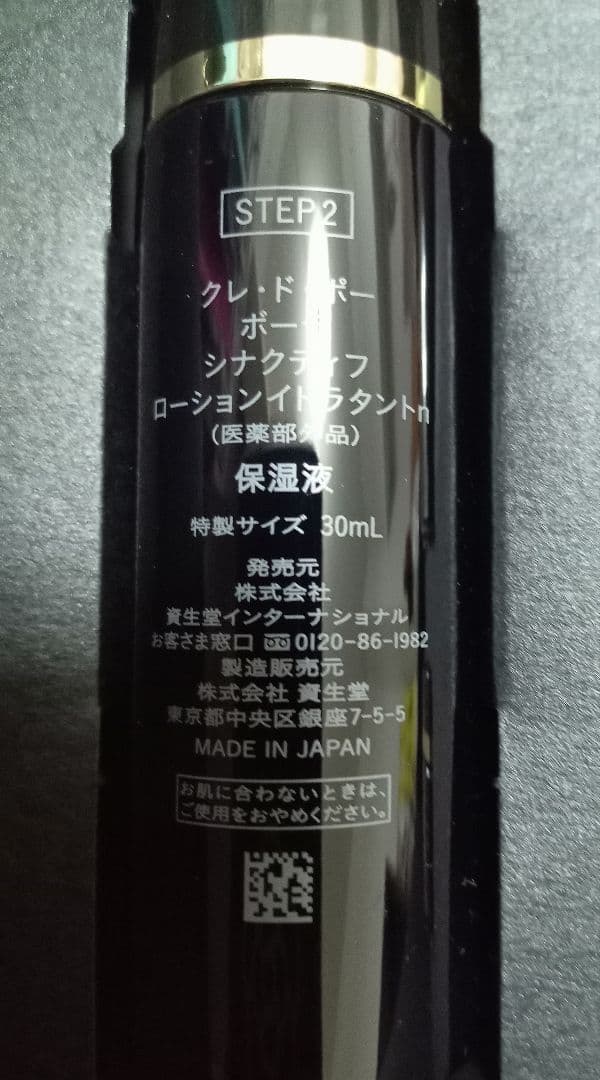 STEP2
クレ・ド・ポー
ボーテ
シナクティフ
ローションイドラタントn
(医薬部外品)
保湿液
特製サイズ 30mL
発売元
株式会社
資生堂インターナショナル
お客さま窓口 0120-86-1982
製造販売元
株式会社 資生堂
東京都中央区銀座7-5-5
MADE IN JAPAN
お肌に合わないときは、
ご使用をおやめください。